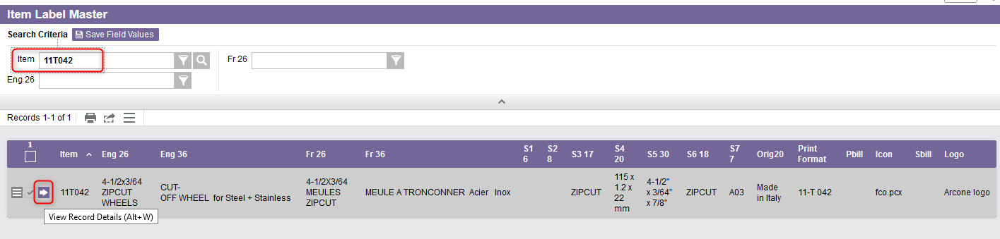 Item Label Master
Search Criteria Save Field Values
Item 11T042 Fr 26
Eng 26
Records 1-1 of 1
1 Item Eng 26 Eng 36 Fr 26 Fr 36 S1 6 S2 8 S3 17 S4 20 S5 30 S6 18 S7 7 Orig20 Print Format Pbill Icon Sbill Logo
11T042
4-1/2x3/64
ZIPCUT
WHEELS
CUT-
OFF WHEEL for Steel + Stainless
4-1/2X3/64
MEULES
ZIPCUT
MEULE A TRONCONNER Acier Inox
ZIPCUT
115 x
1.2 x
22
mm
4-1/2"
x 3/64"
x 7/8"
ZIPCUT
A03
Made
in Italy
11-T 042
fco.pcx
Arcone logo
View Record Details (Alt+W)